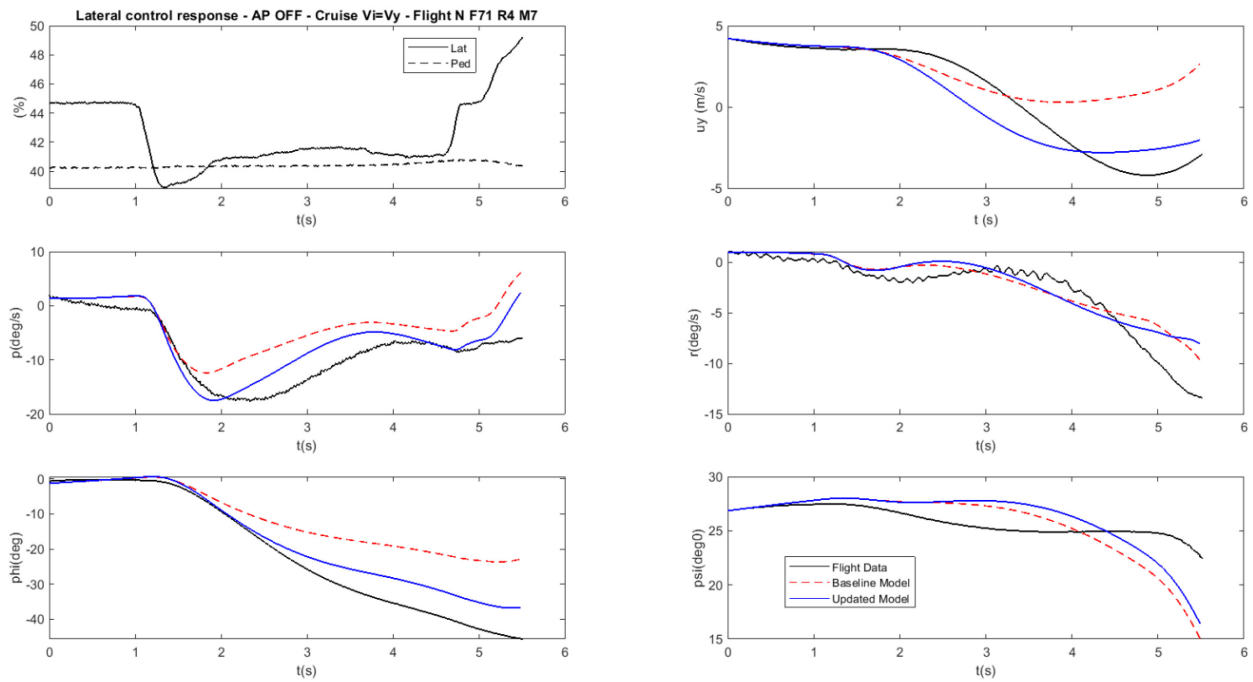 Lateral control response - AP OFF - Cruise Vi=Vy - Flight N F71 R4 M7
50
48
46
44
42
40
(%)
Lat
Ped
0 1 2 3 4 5 6
t(s)
5
0
-5
uy (m/s)
0 1 2 3 4 5 6
t (s)
10
0
-10
-20
p(deg/s)
0 1 2 3 4 5 6
t(s)
0
-5
-10
-15
r(deg/s)
0 1 2 3 4 5 6
t(s)
0
-10
-20
-30
-40
phi(deg)
0 1 2 3 4 5 6
t(s)
30
25
20
15
psi(deg0)
Flight Data
Baseline Model
Updated Model
0 1 2 3 4 5 6
t(s)